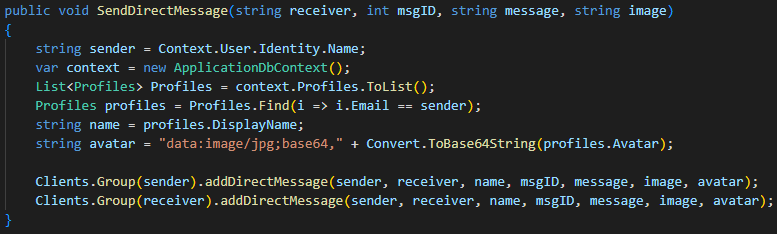 public void SendDirectMessage(string receiver, int msgID, string message, string image)
{
string sender = Context.User.Identity.Name;
var context = new ApplicationDbContext();
List<Profiles> Profiles = context.Profiles.ToList();
Profiles profiles = Profiles.Find(i => i.Email == sender);
string name = profiles.DisplayName;
string avatar = "data:image/jpg;base64," + Convert.ToBase64String(profiles.Avatar);
Clients.Group(sender).addDirectMessage(sender, receiver, name, msgID, message, image, avatar);
Clients.Group(receiver).addDirectMessage(sender, receiver, name, msgID, message, image, avatar);
}